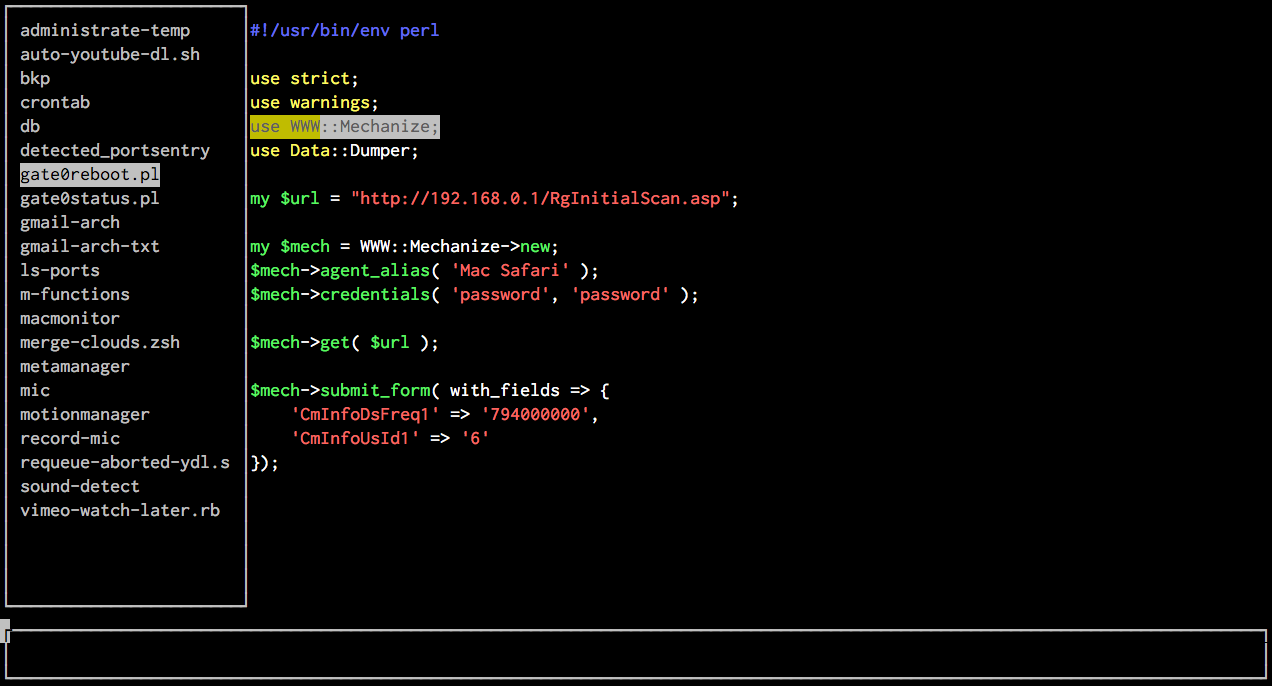 administrate-temp
auto-youtube-dl.sh
bkp
crontab
db
detected_portsentry
gate0reboot.pl
gate0status.pl
gmail-arch
gmail-arch-txt
ls-ports
m-functions
macmonitor
merge-clouds.zsh
metamanager
mic
motionmanager
record-mic
requeue-aborted-ydl.s
sound-detect
vimeo-watch-later.rb
#!/usr/bin/env perl
use strict;
use warnings;
use WWW::Mechanize;
use Data::Dumper;
my $url = "http://192.168.0.1/RgInitialScan.asp";
my $mech = WWW::Mechanize->new;
$mech->agent_alias( 'Mac Safari' );
$mech->credentials( 'password', 'password' );
$mech->get( $url );
$mech->submit_form( with_fields => {
    'CmInfoDsFreq1' => '794000000',
    'CmInfoUsId1' => '6'
});